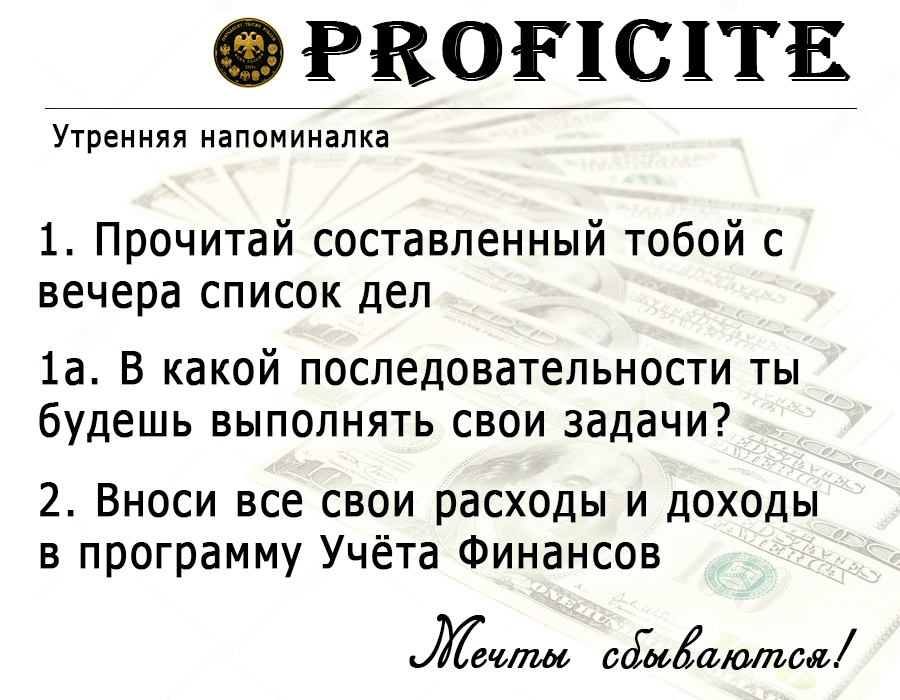 PROFICITE
Утренняя напоминалка
1. Прочитай составленный тобой с
вечера список дел
1а. В какой последовательности ты
будешь выполнять свои задачи?
2. Вноси все свои расходы и доходы
в программу Учёта Финансов
Мечты сбываются!